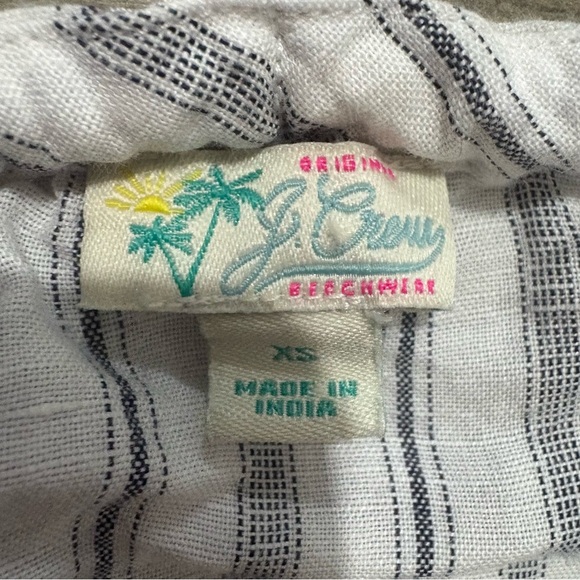 ORIGINAL
J. Crew
BEACHWEAR
XS
MADE IN
INDIA